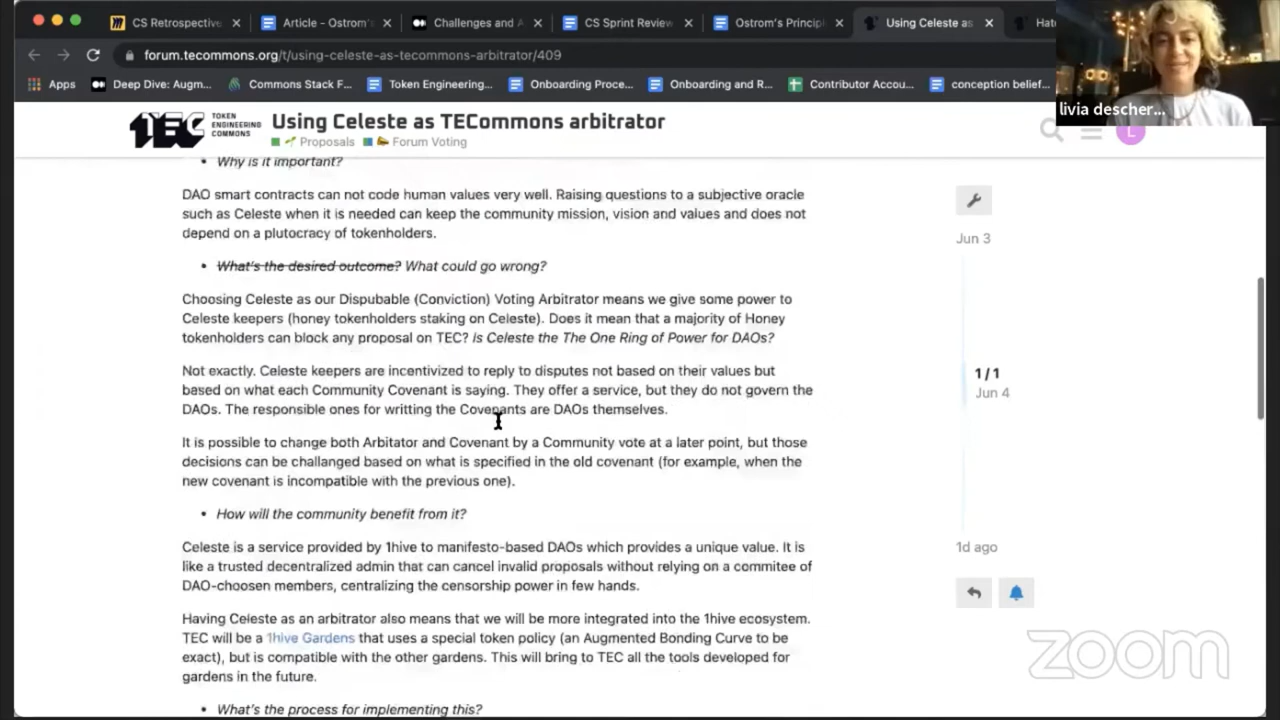 CS Retrospective
Article - Ostrom's
Challenges and A
CS Sprint Review
Ostrom's Principl
Using Celeste as
Hat
forum.tecommons.org/t/using-celeste-as-tecommons-arbitrator/409
Apps
Deep Dive: Augm...
Commons Stack F...
Token Engineering...
Onboarding Proce...
Onboarding and R...
Contributor Accou...
conception belief...
livia descher...
TEC
TOKEN
ENGINEERING
COMMONS
Using Celeste as TECommons arbitrator
Proposals
Forum Voting
L
• Why is it important?
DAO smart contracts can not code human values very well. Raising questions to a subjective oracle
such as Celeste when it is needed can keep the community mission, vision and values and does not
depend on a plutocracy of tokenholders.
• What's the desired outcome? What could go wrong?
Choosing Celeste as our Dispubable (Conviction) Voting Arbitrator means we give some power to
Celeste keepers (honey tokenholders staking on Celeste). Does it mean that a majority of Honey
tokenholders can block any proposal on TEC? Is Celeste the The One Ring of Power for DAOs?
Not exactly. Celeste keepers are incentivized to reply to disputes not based on their values but
based on what each Community Covenant is saying. They offer a service, but they do not govern the
DAOs. The responsible ones for writting the Covenants are DAOs themselves.
It is possible to change both Arbitator and Covenant by a Community vote at a later point, but those
decisions can be challanged based on what is specified in the old covenant (for example, when the
new covenant is incompatible with the previous one).
• How will the community benefit from it?
Celeste is a service provided by 1hive to manifesto-based DAOs which provides a unique value. It is
like a trusted decentralized admin that can cancel invalid proposals without relying on a commitee of
DAO-choosen members, centralizing the censorship power in few hands.
Having Celeste as an arbitrator also means that we will be more integrated into the 1hive ecosystem.
TEC will be a 1hive Gardens that uses a special token policy (an Augmented Bonding Curve to be
exact), but is compatible with the other gardens. This will bring to TEC all the tools developed for
gardens in the future.
• What's the process for implementing this?
Jun 3
1 / 1
Jun 4
1d ago
zoom